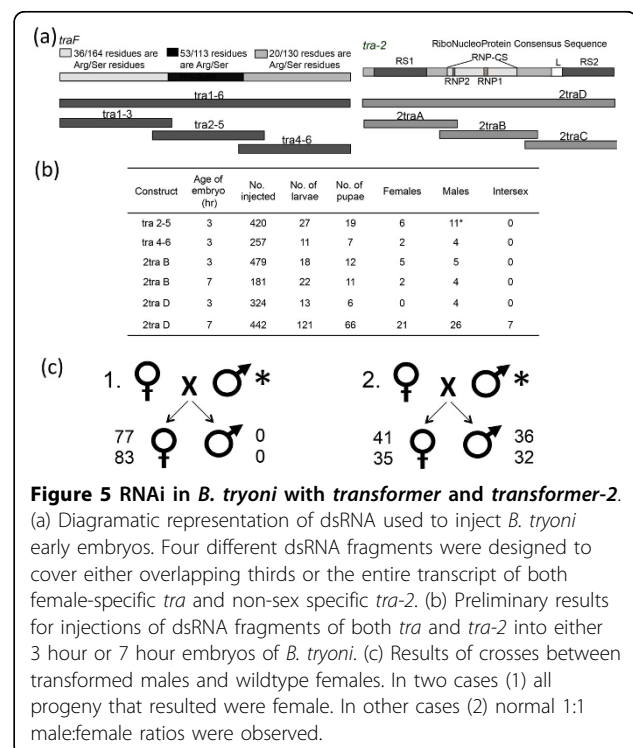 (a) traF
36/164 residues are Arg/Ser residues
53/113 residues are Arg/Ser
20/130 residues are Arg/Ser residues
tra1-6
tra1-3
tra2-5
tra4-6
tra-2
RiboNucleoProtein Consensus Sequence
RNP-CS
RS1
RNP2
RNP1
L
RS2
2traD
2traA
2traB
2traC
(b)
Construct Age of embryo (hr) No. injected No. of larvae No. of pupae Females Males Intersex
tra 2-5 3 420 27 19 6 11* 0
tra 4-6 3 257 11 7 2 4 0
2tra B 3 479 18 12 5 5 0
2tra B 7 181 22 11 2 4 0
2tra D 3 324 13 6 0 4 0
2tra D 7 442 121 66 21 26 7
(c)
1. ♀ X ♂*
77 ♀ ♂ 0
83 0
2. ♀ X ♂*
41 ♀ ♂ 36
35 32
Figure 5 RNAi in B. tryoni with transformer and transformer-2.
(a) Diagramatic representation of dsRNA used to inject B. tryoni
early embryos. Four different dsRNA fragments were designed to
cover either overlapping thirds or the entire transcript of both
female-specific tra and non-sex specific tra-2. (b) Preliminary results
for injections of dsRNA fragments of both tra and tra-2 into either
3 hour or 7 hour embryos of B. tryoni. (c) Results of crosses between
transformed males and wildtype females. In two cases (1) all
progeny that resulted were female. In other cases (2) normal 1:1
male:female ratios were observed.